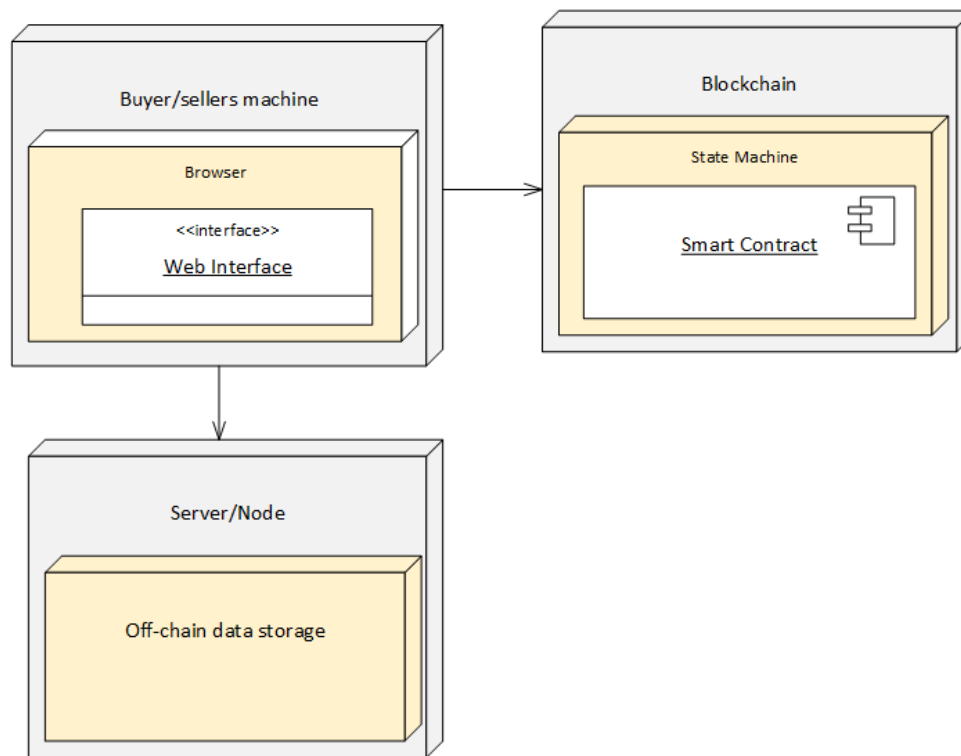 Buyer/sellers machine
Browser
<<interface>>
Web Interface
Blockchain
State Machine
Smart Contract
Server/Node
Off-chain data storage